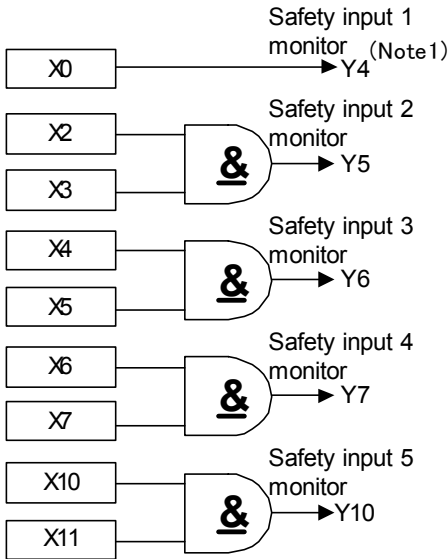 Safety input 1
monitor (Note1)
X0
Y4
Safety input 2
monitor
X2
X3
&
Y5
Safety input 3
monitor
X4
X5
&
Y6
Safety input 4
monitor
X6
X7
&
Y7
Safety input 5
monitor
X10
X11
&
Y10